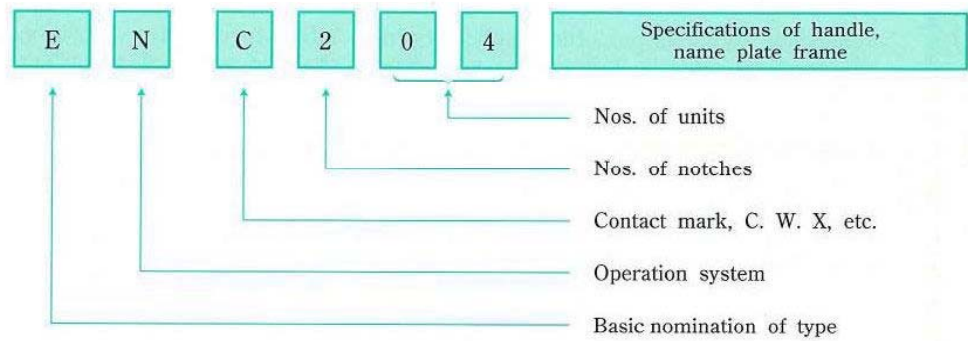 E N C 2 0 4 Specifications of handle,
name plate frame
Nos. of units
Nos. of notches
Contact mark, C. W. X, etc.
Operation system
Basic nomination of type